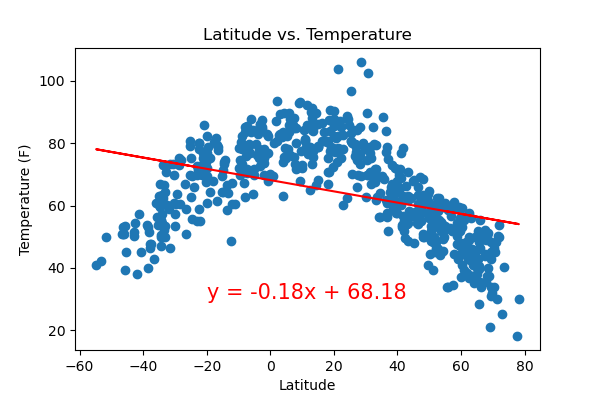 Latitude vs. Temperature
Temperature (F)
100
80
60
40
20
y = -0.18x + 68.18
−60 −40 −20 0 20 40 60 80
Latitude